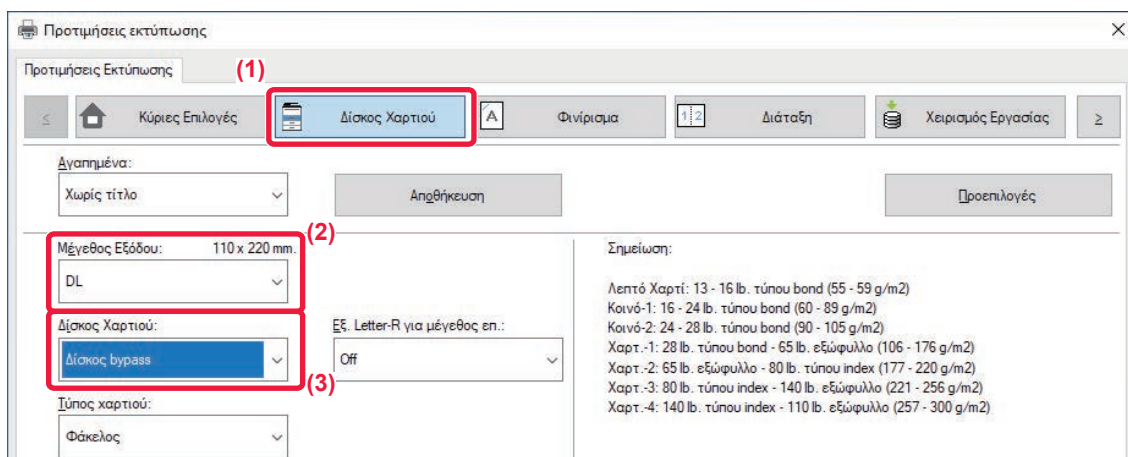 Προτιμήσεις εκτύπωσης
Προτιμήσεις Εκτύπωσης
(1)
Κύριες Επιλογές
Δίσκος Χαρτιού
A
Φινίρισμα
1 2
Διάταξη
Χειρισμός Εργασίας
Αγαπημένα:
Χωρίς τίτλο
Αποθήκευση
Προεπιλογές
(2)
Μέγεθος Εξόδου: 110 x 220 mm.
DL
Δίσκος Χαρτιού:
Δίσκος bypass
(3)
Εξ. Letter-R για μέγεθος επ.:
Off
Τύπος χαρτιού:
Φάκελος
Σημείωση:
Λεπτό Χαρτί: 13 - 16 lb. τύπου bond (55 - 59 g/m2)
Κοινό-1: 16 - 24 lb. τύπου bond (60 - 89 g/m2)
Κοινό-2: 24 - 28 lb. τύπου bond (90 - 105 g/m2)
Χαρτ.-1: 28 lb. τύπου bond - 65 lb. εξώφυλλο (106 - 176 g/m2)
Χαρτ.-2: 65 lb. εξώφυλλο - 80 lb. τύπου index (177 - 220 g/m2)
Χαρτ.-3: 80 lb. τύπου index - 140 lb. εξώφυλλο (221 - 256 g/m2)
Χαρτ.-4: 140 lb. τύπου index - 110 lb. εξώφυλλο (257 - 300 g/m2)